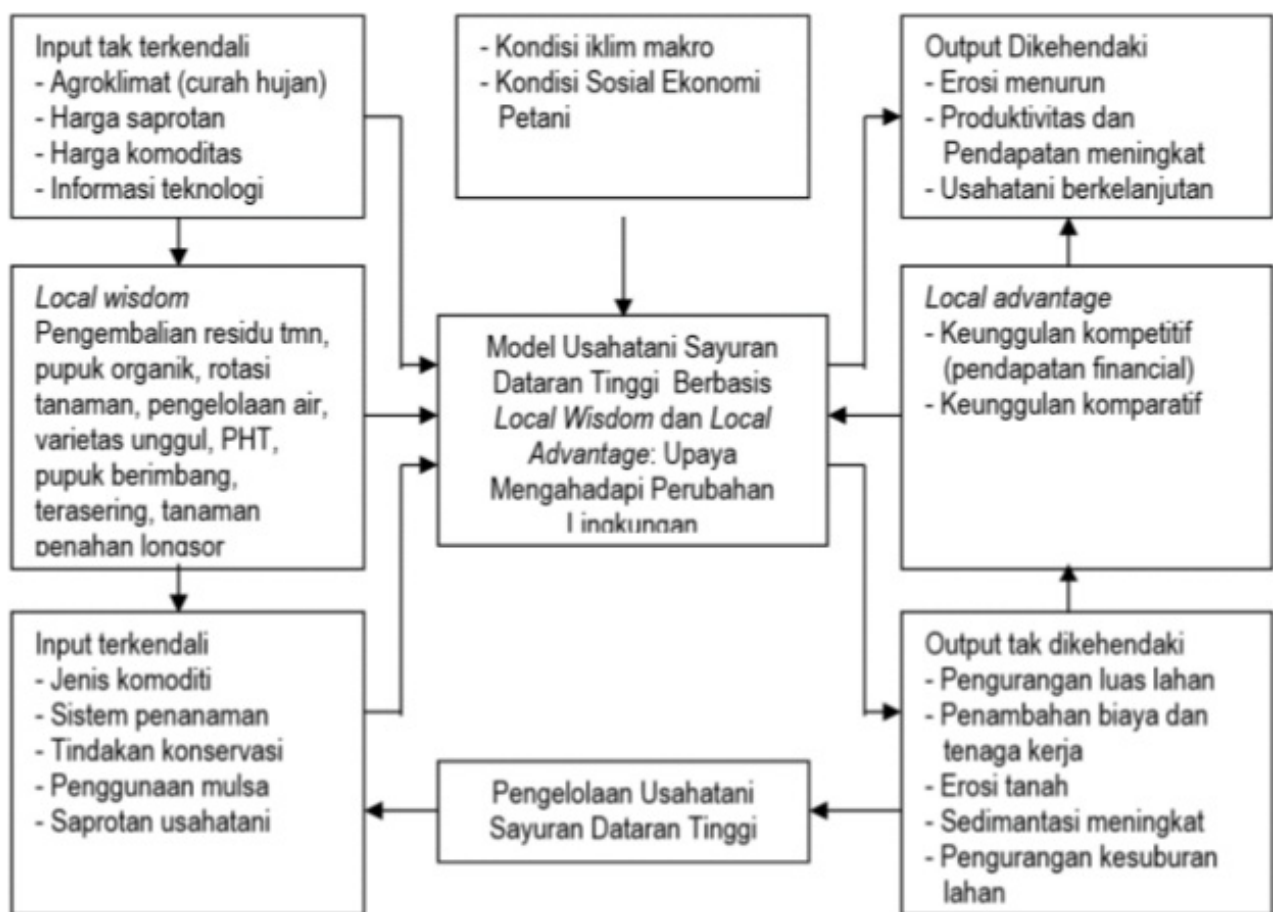 Input tak terkendali
- Agroklimat (curah hujan)
- Harga saprotan
- Harga komoditas
- Informasi teknologi
- Kondisi iklim makro
- Kondisi Sosial Ekonomi
Petani
Output Dikehendaki
- Erosi menurun
- Produktivitas dan
Pendapatan meningkat
- Usahatani berkelanjutan
Local wisdom
Pengembalian residu tmn,
pupuk organik, rotasi
tanaman, pengelolaan air,
varietas unggul, PHT,
pupuk berimbang,
terasering, tanaman
penahan longsor
Model Usahatani Sayuran
Dataran Tinggi Berbasis
Local Wisdom dan Local
Advantage: Upaya
Mengahadapi Perubahan
Lingkungan
Local advantage
- Keunggulan kompetitif
(pendapatan financial)
- Keunggulan komparatif
Input terkendali
- Jenis komoditi
- Sistem penanaman
- Tindakan konservasi
- Penggunaan mulsa
- Saprotan usahatani
Pengelolaan Usahatani
Sayuran Dataran Tinggi
Output tak dikehendaki
- Pengurangan luas lahan
- Penambahan biaya dan
tenaga kerja
- Erosi tanah
- Sedimantasi meningkat
- Pengurangan kesuburan
lahan